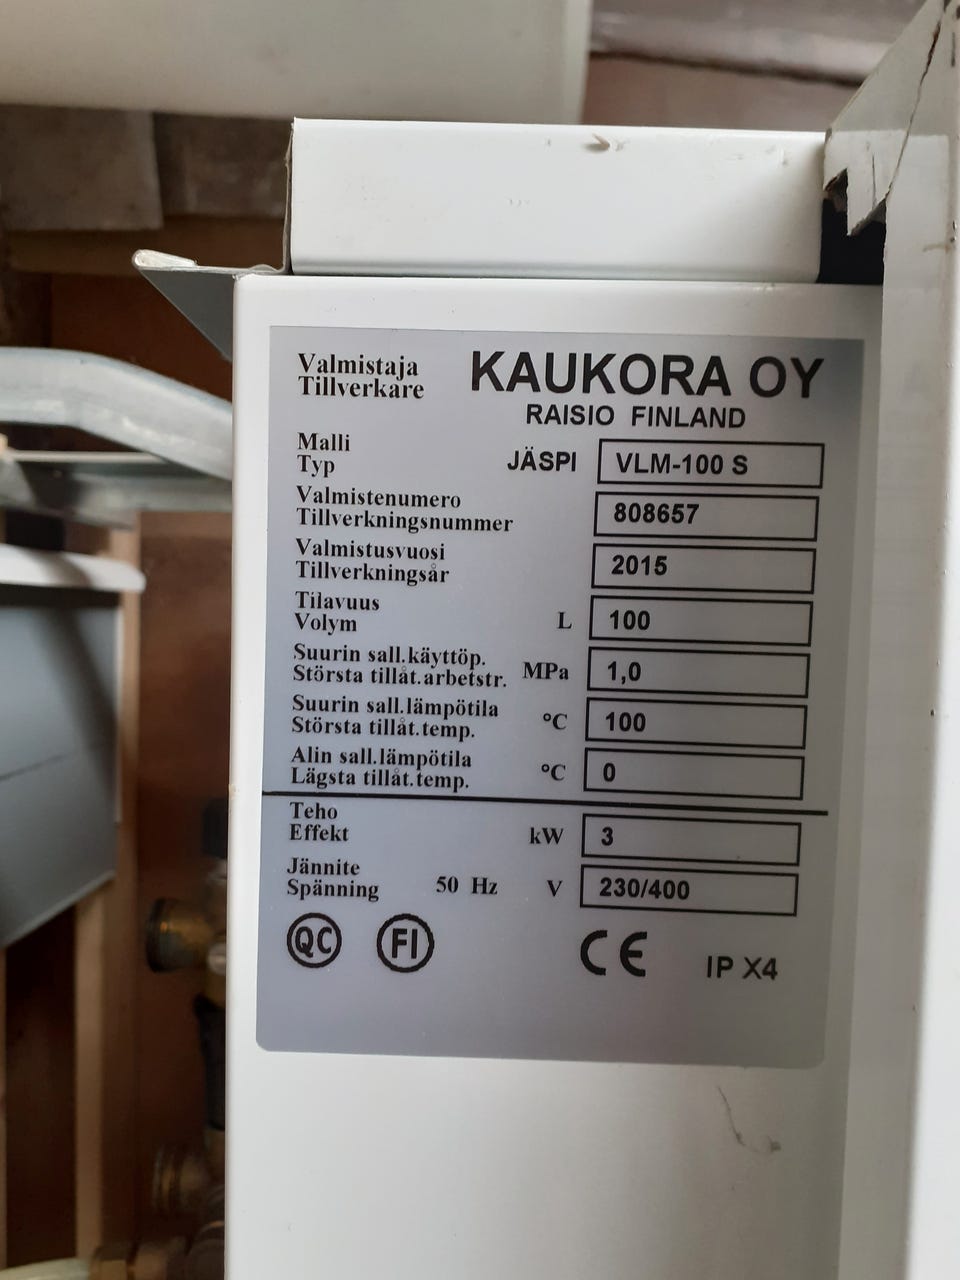 Valmistaja
Tillverkare
KAUKORA OY
RAISIO FINLAND
Malli
Typ
JÄSPI
VLM-100 S
Valmistenumero
Tillverkningsnummer
808657
Valmistusvuosi
Tillverkningsår
2015
Tilavuus
Volym
L
100
Suurin sall.käyttöp.
Största tillåt.arbetstr.
MPa
1,0
Suurin sall.lämpötila
Största tillåt.temp.
°C
100
Alin sall.lämpötila
Lägsta tillåt.temp.
°C
0
Teho
Effekt
kW
3
Jännite
Spänning
50 Hz
V
230/400
QC
FI
CE
IP X4